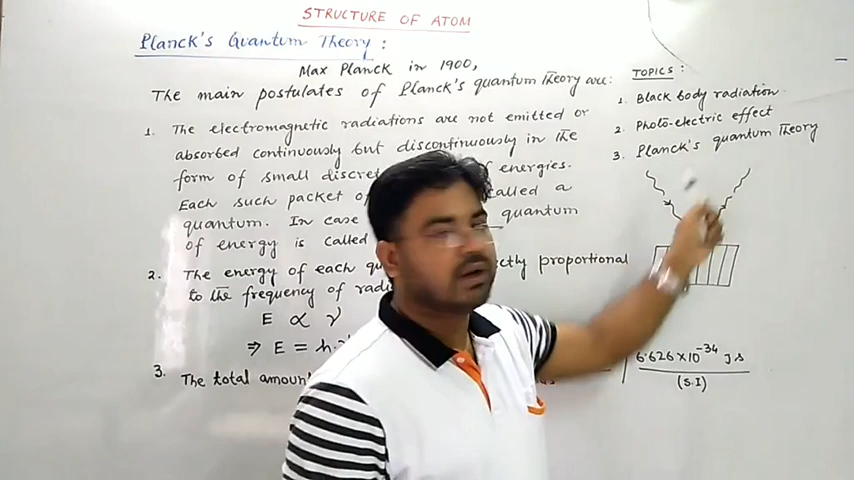 STRUCTURE OF ATOM
Planck's Quantum Theory :
Max Planck in 1900,
The main postulates of Planck's quantum Theory are:
1. The electromagnetic radiations are not emitted or
absorbed continuously but discontinuously in the
form of small of energies.
Each such packet called a
quantum. In case quantum
of energy is called
2. The energy of each proportional
to the frequency of
E ∝ ν
⇒ E = h
3. The total
TOPICS :
1. Black body radiation.
2. Photo-electric effect
3. Planck's quantum Theory
6.626×10⁻³⁴ J s
(S.I)